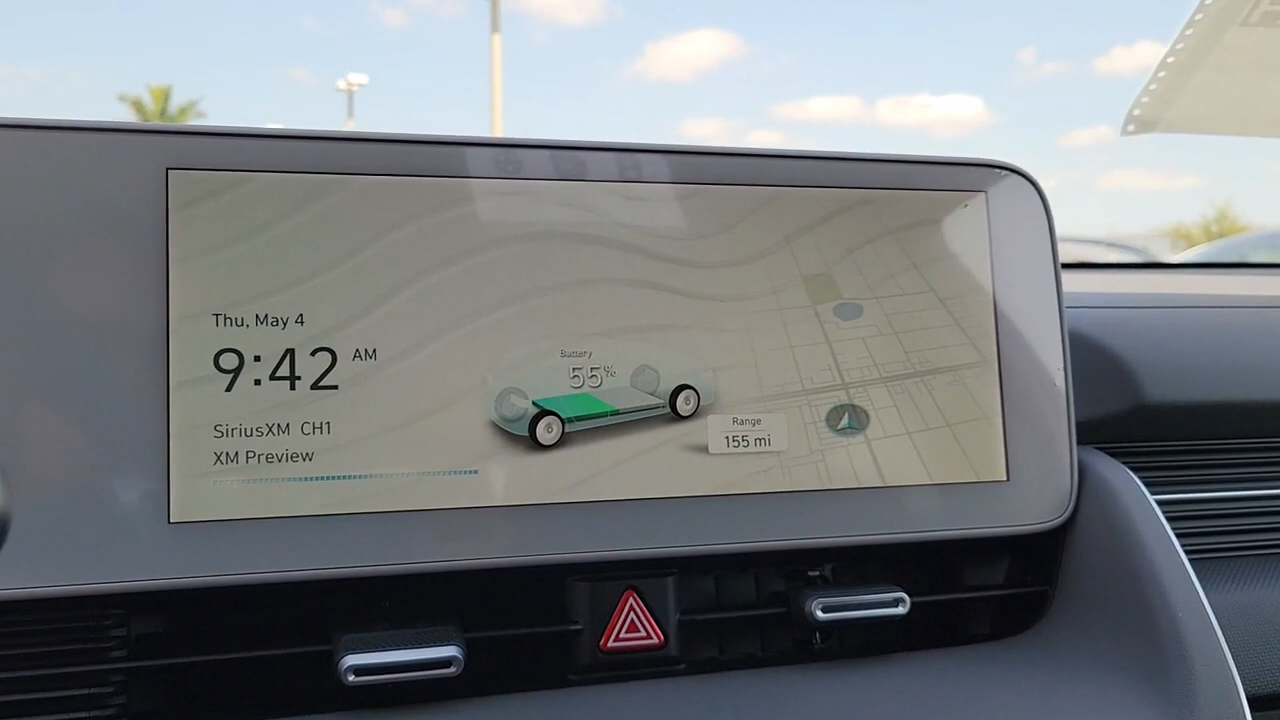 Thu, May 4
9:42 AM
SiriusXM CH1
XM Preview
Battery
55%
Range
155 mi